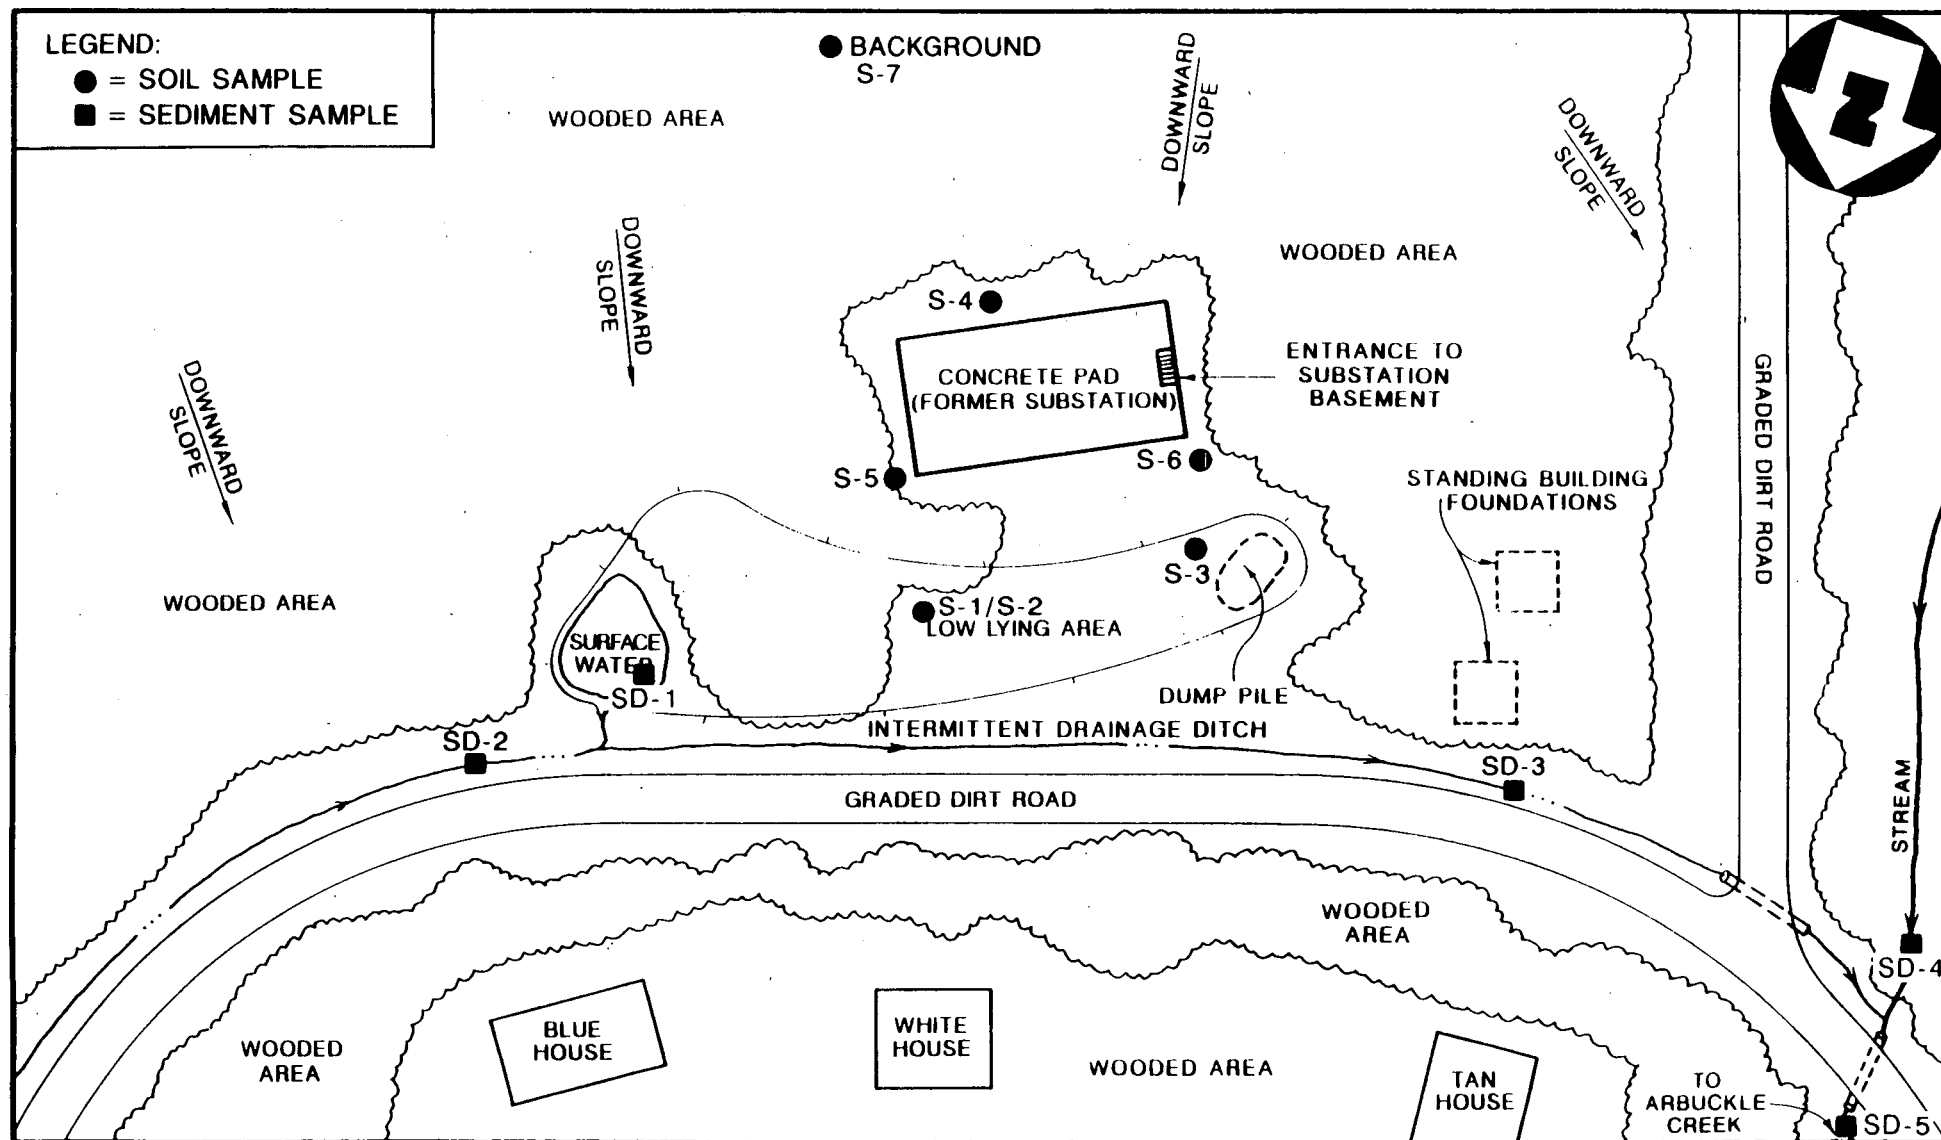 LEGEND:
● = SOIL SAMPLE
■ = SEDIMENT SAMPLE
BACKGROUND
S-7
WOODED AREA
DOWNWARD
SLOPE
DOWNWARD
SLOPE
N
DOWNWARD
SLOPE
WOODED AREA
S-4
ENTRANCE TO
SUBSTATION
BASEMENT
CONCRETE PAD
(FORMER SUBSTATION)
DOWNWARD
SLOPE
GRADED DIRT ROAD
S-6
S-5
STANDING BUILDING
FOUNDATIONS
S-3
WOODED AREA
S-1/S-2
LOW LYING AREA
SURFACE
WATER
SD-1
DUMP PILE
INTERMITTENT DRAINAGE DITCH
SD-2
SD-3
GRADED DIRT ROAD
STREAM
WOODED
AREA
SD-4
BLUE
HOUSE
WHITE
HOUSE
WOODED
AREA
WOODED AREA
TAN
HOUSE
TO
ARBUCKLE
CREEK
SD-5